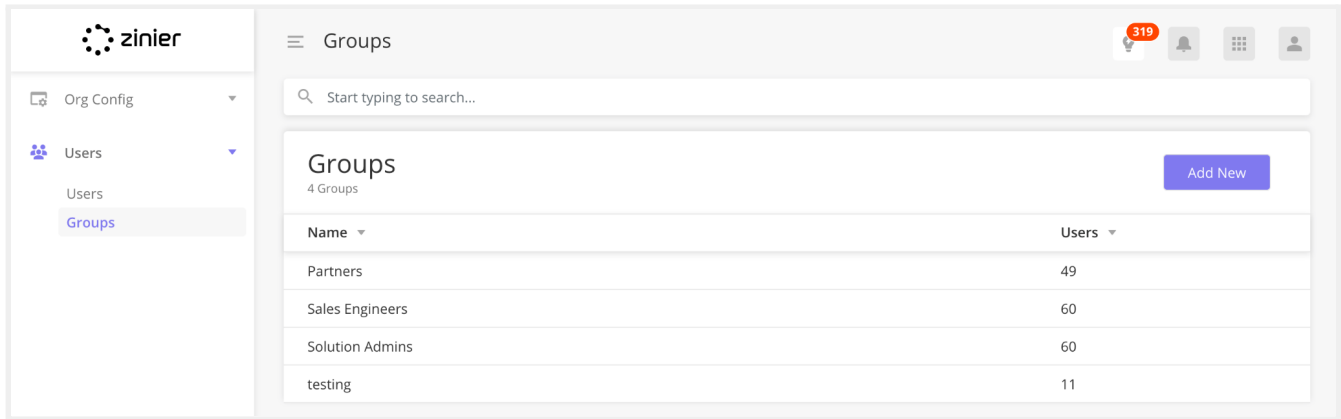 zinier
Groups
319
Org Config
Start typing to search...
Users
Users
Groups
Groups
4 Groups
Add New
Name Users
Partners 49
Sales Engineers 60
Solution Admins 60
testing 11